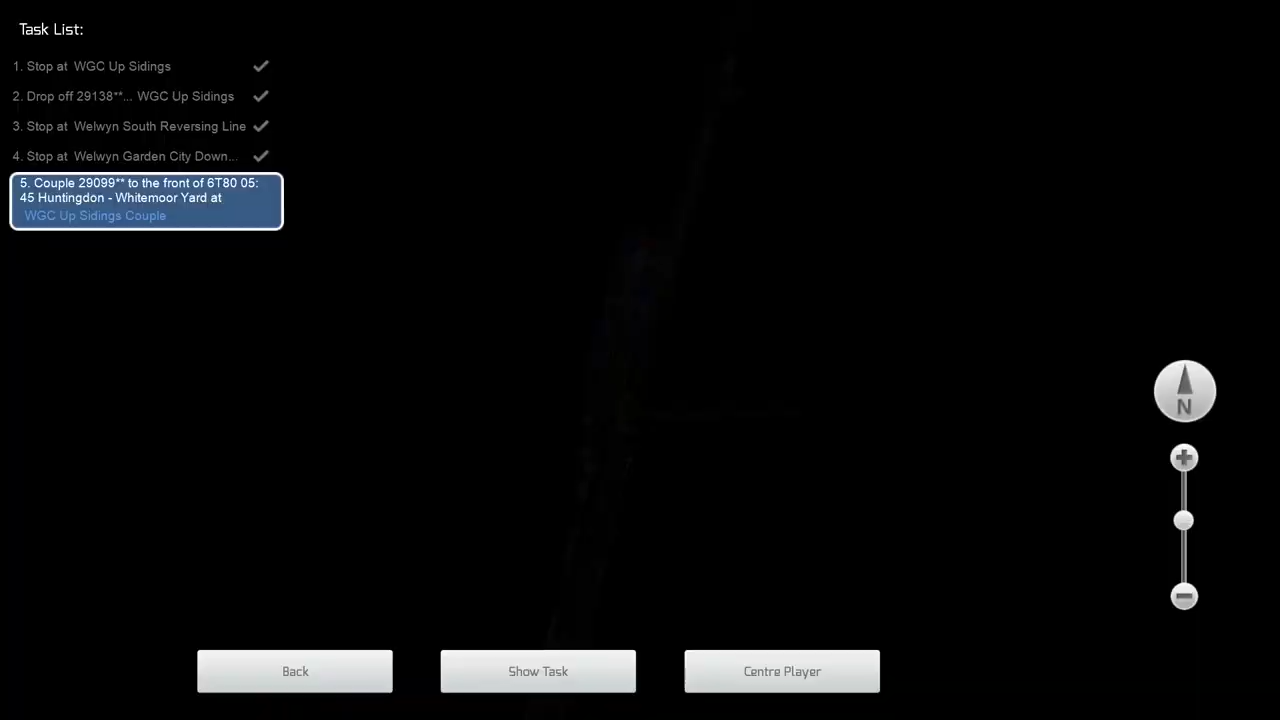 Task List:
1. Stop at WGC Up Sidings
2. Drop off 29138**... WGC Up Sidings
3. Stop at Welwyn South Reversing Line
4. Stop at Welwyn Garden City Down...
5. Couple 29099** to the front of 6T80 05:
45 Huntingdon - Whitemoor Yard at
WGC Up Sidings Couple
N
Back
Show Task
Centre Player